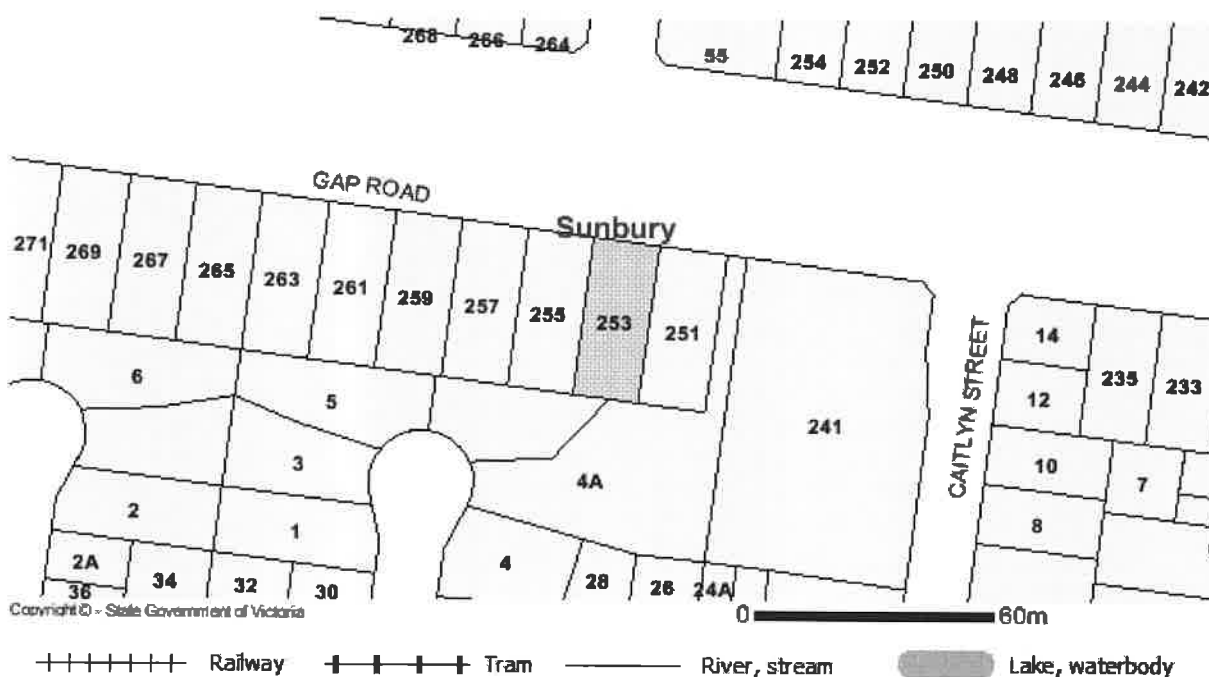 268 266 264
55 254 252 250 248 246 244 242
GAP ROAD
Sunbury
271 269 267 265 263 261 259 257 255 253 251
241
CAITLYN STREET
14
235 233
12
6
5
10
7
3
4A
8
2
1
4
2A 34 32 30
36
28 26 24A
Copyright © - State Government of Victoria
0 60m
Railway Tram River, stream Lake, waterbody